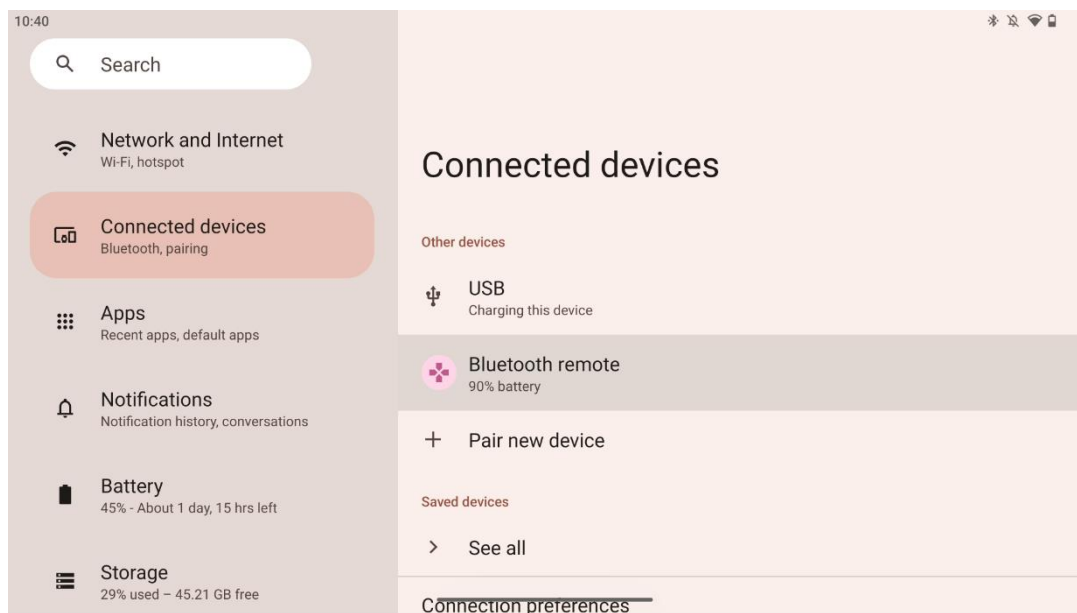 10:40
Search
Network and Internet
Wi-Fi, hotspot
Connected devices
Bluetooth, pairing
Apps
Recent apps, default apps
Notifications
Notification history, conversations
Battery
45% - About 1 day, 15 hrs left
Storage
29% used – 45.21 GB free
Connected devices
Other devices
USB
Charging this device
Bluetooth remote
90% battery
Pair new device
Saved devices
See all
Connection preferences